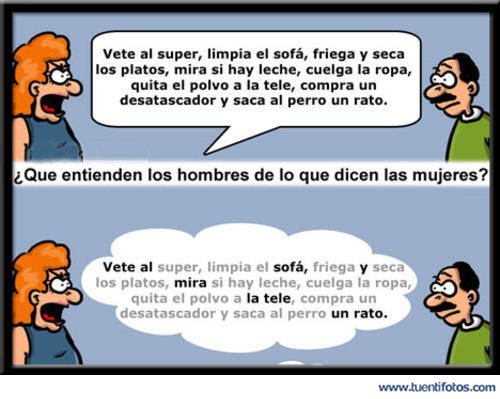 Vete al super, limpia el sofá, friega y seca
los platos, mira si hay leche, cuelga la ropa,
quita el polvo a la tele, compra un
desatascador y saca al perro un rato.
¿Que entienden los hombres de lo que dicen las mujeres?
Vete al super, limpia el sofá, friega y seca
los platos, mira si hay leche, cuelga la ropa,
quita el polvo a la tele, compra un
desatascador y saca al perro un rato.
www.tuentifotos.com